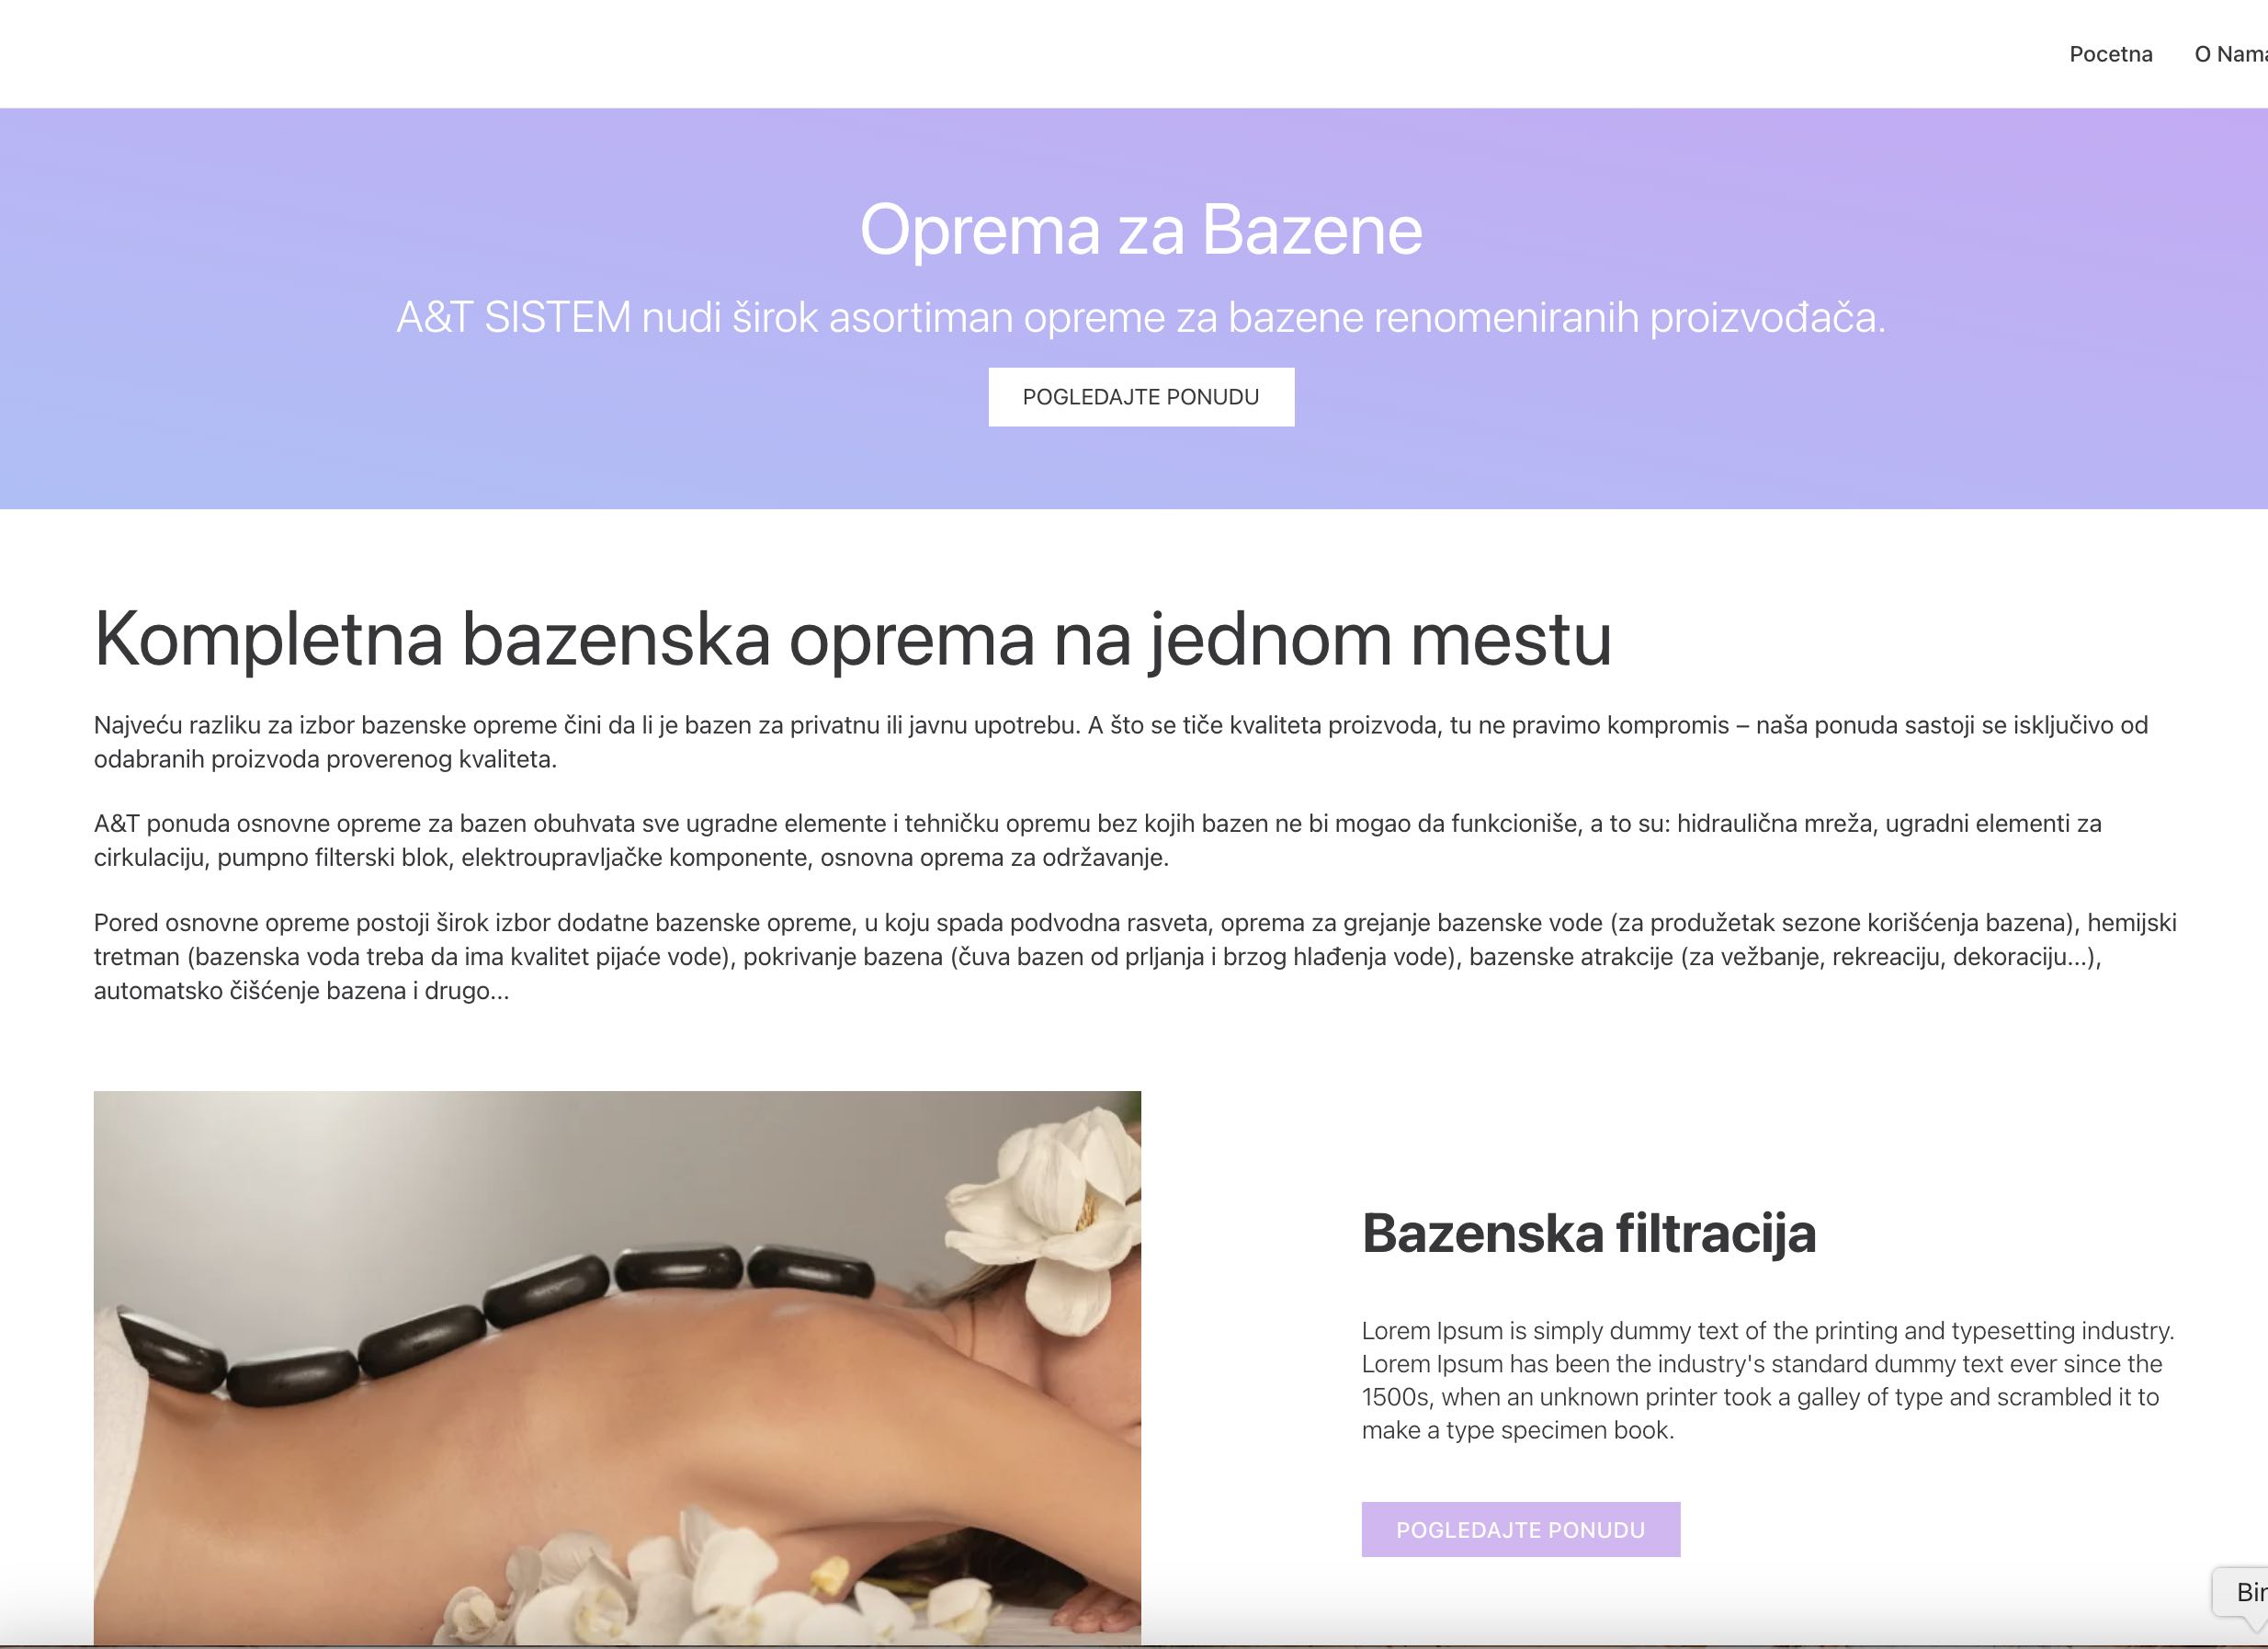 Pocetna
Oprema za Bazene
A&T SISTEM nudi širok asortiman opreme za bazene renomeniranih proizvođača.
POGLEDAJTE PONUDU
Kompletna bazenska oprema na jednom mestu
Najveću razliku za izbor bazenske opreme čini da li je bazen za privatnu ili javnu upotrebu. A što se tiče kvaliteta proizvoda, tu ne pravimo kompromis – naša ponuda sastoji se isključivo od
odabranih proizvoda proverenog kvaliteta.
A&T ponuda osnovne opreme za bazen obuhvata sve ugradne elemente i tehničku opremu bez kojih bazen ne bi mogao da funkcioniše, a to su: hidraulična mreža, ugradni elementi za
cirkulaciju, pumpno filterski blok, elektroupravljačke komponente, osnovna oprema za održavanje.
Pored osnovne opreme postoji širok izbor dodatne bazenske opreme, u koju spada podvodna rasveta, oprema za grejanje bazenske vode (za produžetak sezone korišćenja bazena), hemijski
tretman (bazenska voda treba da ima kvalitet pijaće vode), pokrivanje bazena (čuva bazen od prljanja i brzog hlađenja vode), bazenske atrakcije (za vežbanje, rekreaciju, dekoraciju...),
automatsko čišćenje bazena i drugo...
Bazenska filtracija
Lorem Ipsum is simply dummy text of the printing and typesetting industry.
Lorem Ipsum has been the industry's standard dummy text ever since the
1500s, when an unknown printer took a galley of type and scrambled it to
make a type specimen book.
POGLEDAJTE PONUDU